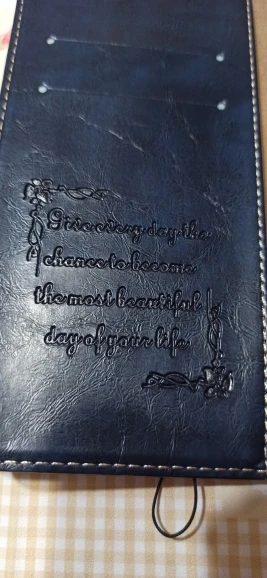 Give every day the
chance to become
the most beautiful
day of your life